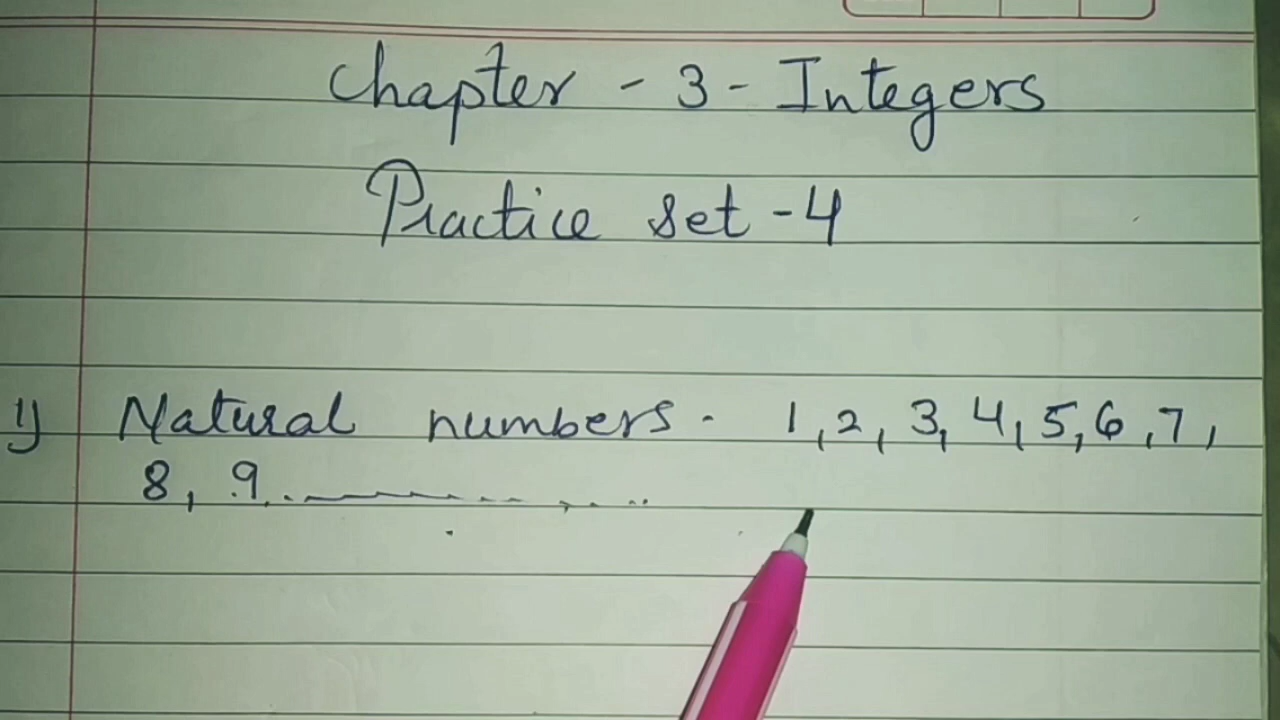 Chapter - 3 - Integers
Practice set - 4
1) Natural numbers - 1, 2, 3, 4, 5, 6, 7,
8, 9, ..............